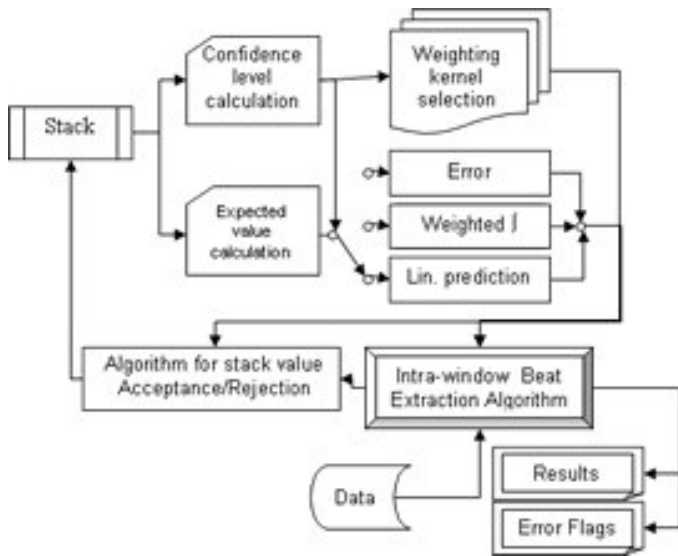 Confidence
level
calculation
Weighting
kernel
selection
Stack
Error
Expected
value
calculation
Weighted ∫
Lin. prediction
Algorithm for stack value
Acceptance/Rejection
Intra-window Beat
Extraction Algorithm
Data
Results
Error Flags